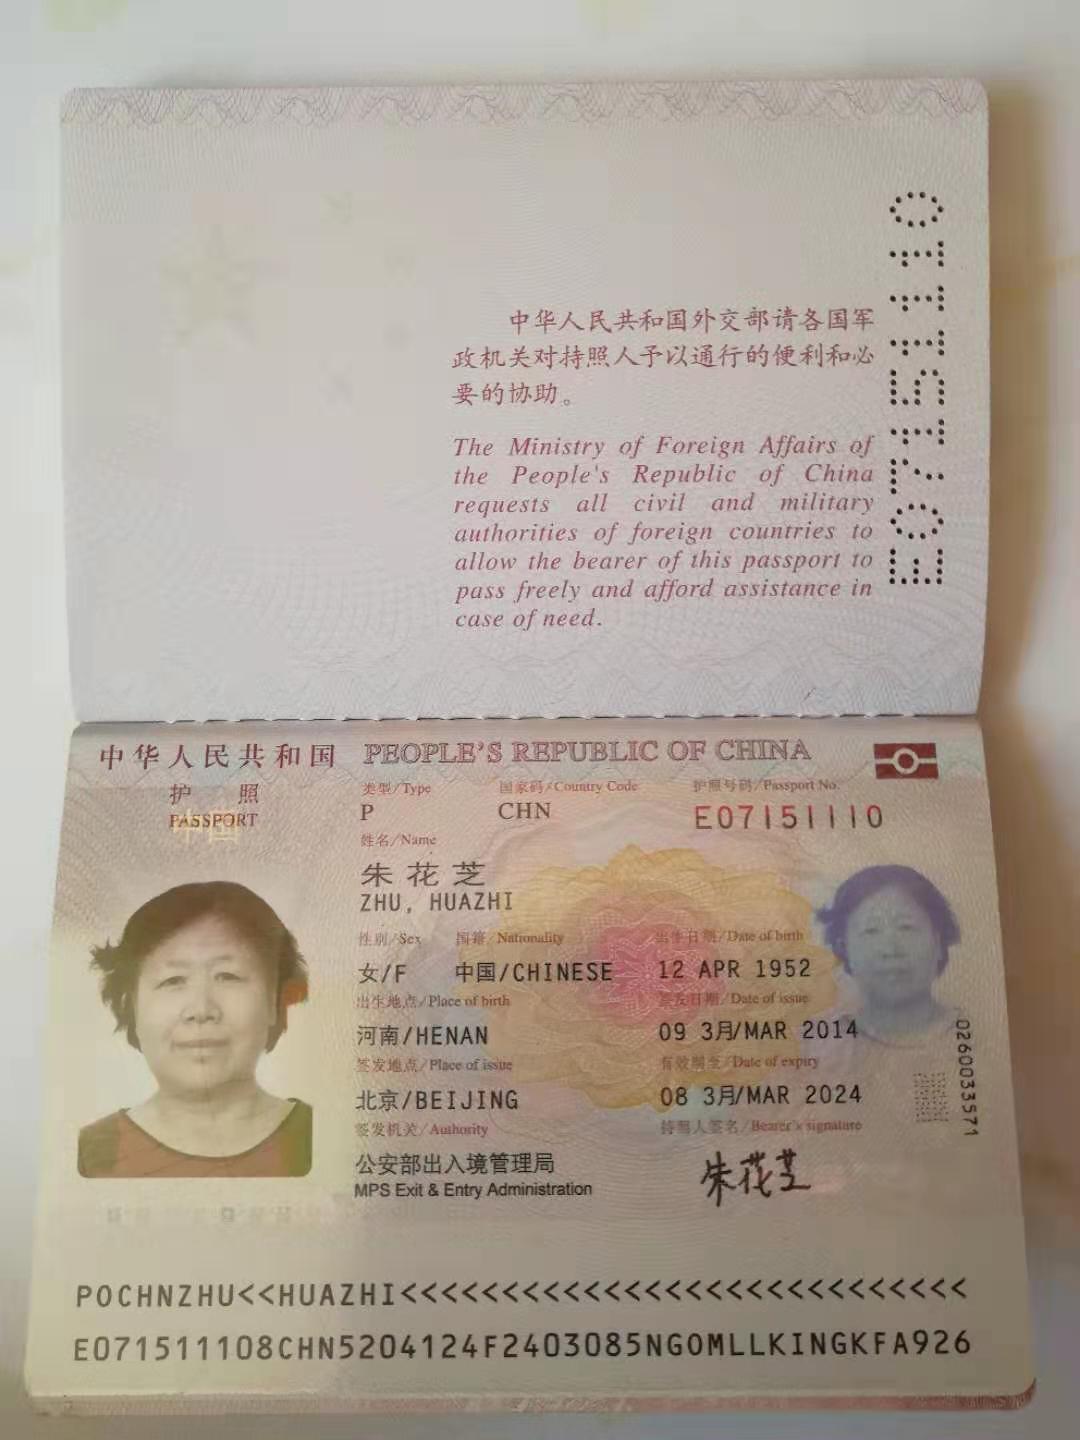 E07151110
中华人民共和国外交部请各国军
政机关对持照人予以通行的便利和必
要的协助。
The Ministry of Foreign Affairs of
the People's Republic of China
requests all civil and military
authorities of foreign countries to
allow the bearer of this passport to
pass freely and afford assistance in
case of need.
中华人民共和国 PEOPLE'S REPUBLIC OF CHINA
护 照
PASSPORT
中国
类型/Type 国家码/Country Code 护照号码/Passport No.
P CHN E07151110
姓名/Name
朱花芝
ZHU, HUAZHI
性别/Sex 国籍/Nationality 出生日期/Date of birth
女/F 中国/CHINESE 12 APR 1952
出生地点/Place of birth 签发日期/Date of issue
河南/HENAN 09 3月/MAR 2014
签发地点/Place of issue 有效期至/Date of expiry
北京/BEIJING 08 3月/MAR 2024
签发机关/Authority 持照人签名/Bearer's signature
公安部出入境管理局
MPS Exit & Entry Administration
朱花芝
0260033571
POCHNZHU<<HUAZHI<<<<<<<<<<<<<<<<<<<<<<<<<<<<
E071511108CHN5204124F2403085NGOMLLKINGKFA926